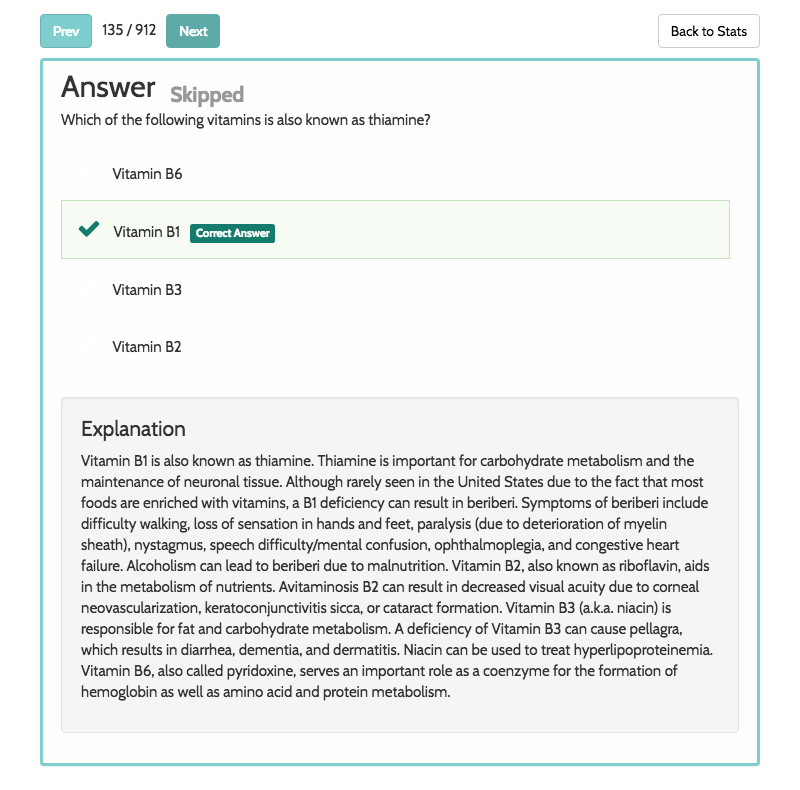 Prev 135 / 912 Next Back to Stats
Answer Skipped
Which of the following vitamins is also known as thiamine?
Vitamin B6
Vitamin B1 Correct Answer
Vitamin B3
Vitamin B2
Explanation
Vitamin B1 is also known as thiamine. Thiamine is important for carbohydrate metabolism and the
maintenance of neuronal tissue. Although rarely seen in the United States due to the fact that most
foods are enriched with vitamins, a B1 deficiency can result in beriberi. Symptoms of beriberi include
difficulty walking, loss of sensation in hands and feet, paralysis (due to deterioration of myelin
sheath), nystagmus, speech difficulty/mental confusion, ophthalmoplegia, and congestive heart
failure. Alcoholism can lead to beriberi due to malnutrition. Vitamin B2, also known as riboflavin, aids
in the metabolism of nutrients. Avitaminosis B2 can result in decreased visual acuity due to corneal
neovascularization, keratoconjunctivitis sicca, or cataract formation. Vitamin B3 (a.k.a. niacin) is
responsible for fat and carbohydrate metabolism. A deficiency of Vitamin B3 can cause pellagra,
which results in diarrhea, dementia, and dermatitis. Niacin can be used to treat hyperlipoproteinemia.
Vitamin B6, also called pyridoxine, serves an important role as a coenzyme for the formation of
hemoglobin as well as amino acid and protein metabolism.